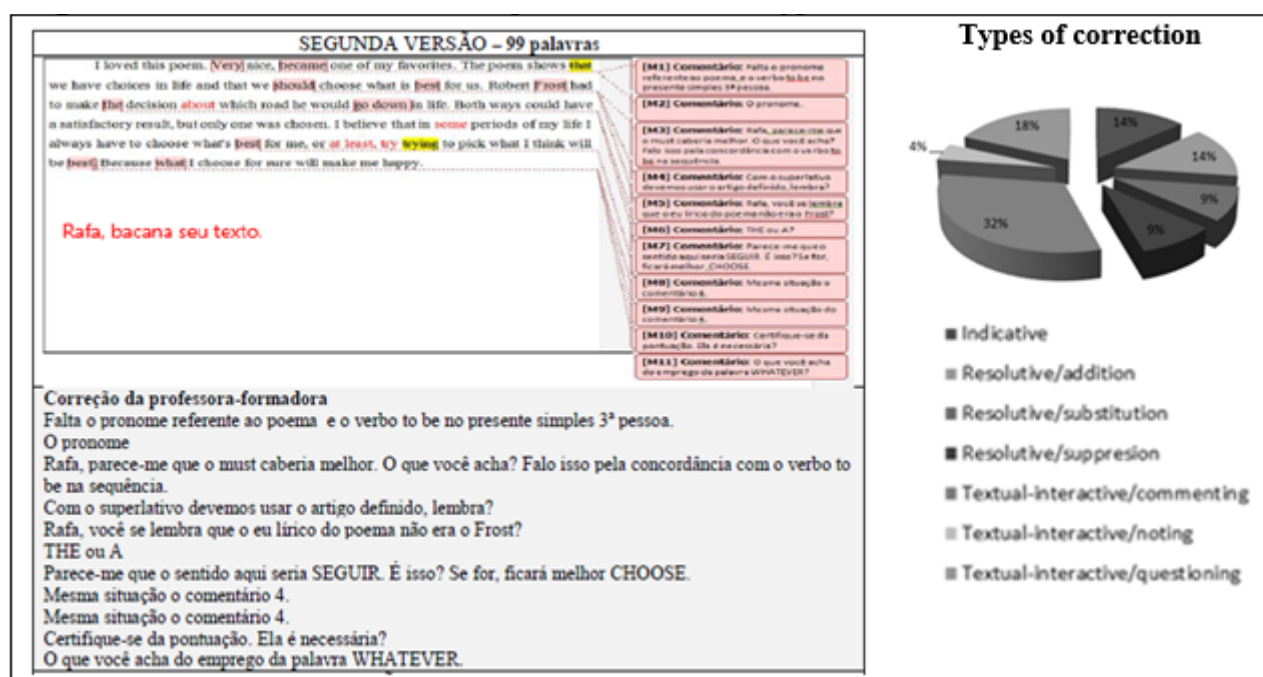 SEGUNDA VERSÃO – 99 palavras
I loved this poem. Very nice, became one of my favorites. The poem shows that
we have choices in life and that we should choose what is best for us. Robert Frost had
to make the decision about which road he would go down in life. Both ways could have
a satisfactory result, but only one was chosen. I believe that in some periods of my life I
always have to choose what's best for me, or at least, try trying to pick what I think will
be best. Because what I choose for sure will make me happy.
Rafa, bacana seu texto.
[M1] Comentário: Falta o pronome
referente ao poema, e o verbo to be no
presente simples 3ª pessoa.
[M2] Comentário: O pronome.
[M3] Comentário: Rafa, parece-me que
o must caberia melhor. O que você acha?
Falo isso pela concordância com o verbo to
be na sequência.
[M4] Comentário: Com o superlativo
devemos usar o artigo definido, lembra?
[M5] Comentário: Rafa, você se lembra
que o eu lírico do poema não era o Frost?
[M6] Comentário: THE ou A?
[M7] Comentário: Parece-me que o
sentido aqui seria SEGUIR. É isso? Se for,
ficará melhor, CHOOSE.
[M8] Comentário: Mesma situação o
comentário 4.
[M9] Comentário: Mesma situação do
comentário 4.
[M10] Comentário: Certifique-se da
pontuação. Ela é necessária?
[M11] Comentário: O que você acha
do emprego da palavra WHATEVER?
Correção da professora-formadora
Falta o pronome referente ao poema e o verbo to be no presente simples 3ª pessoa.
O pronome
Rafa, parece-me que o must caberia melhor. O que você acha? Falo isso pela concordância com o verbo to
be na sequência.
Com o superlativo devemos usar o artigo definido, lembra?
Rafa, você se lembra que o eu lírico do poema não era o Frost?
THE ou A
Parece-me que o sentido aqui seria SEGUIR. É isso? Se for, ficará melhor CHOOSE.
Mesma situação o comentário 4.
Mesma situação o comentário 4.
Certifique-se da pontuação. Ela é necessária?
O que você acha do emprego da palavra WHATEVER.
Types of correction
18%
14%
4%
14%
9%
32%
9%
Indicative
Resolutive/addition
Resolutive/substitution
Resolutive/suppresion
Textual-interactive/commenting
Textual-interactive/noting
Textual-interactive/questioning